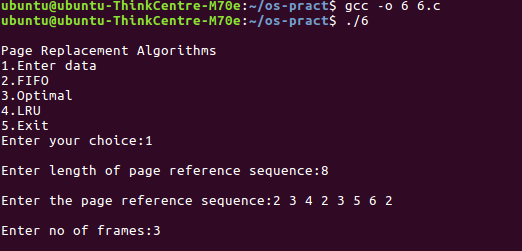 ubuntu@ubuntu-ThinkCentre-M70e:~/os-pract$ gcc -o 6 6.c
ubuntu@ubuntu-ThinkCentre-M70e:~/os-pract$ ./6
Page Replacement Algorithms
1.Enter data
2.FIFO
3.Optimal
4.LRU
5.Exit
Enter your choice:1
Enter length of page reference sequence:8
Enter the page reference sequence:2 3 4 2 3 5 6 2
Enter no of frames:3